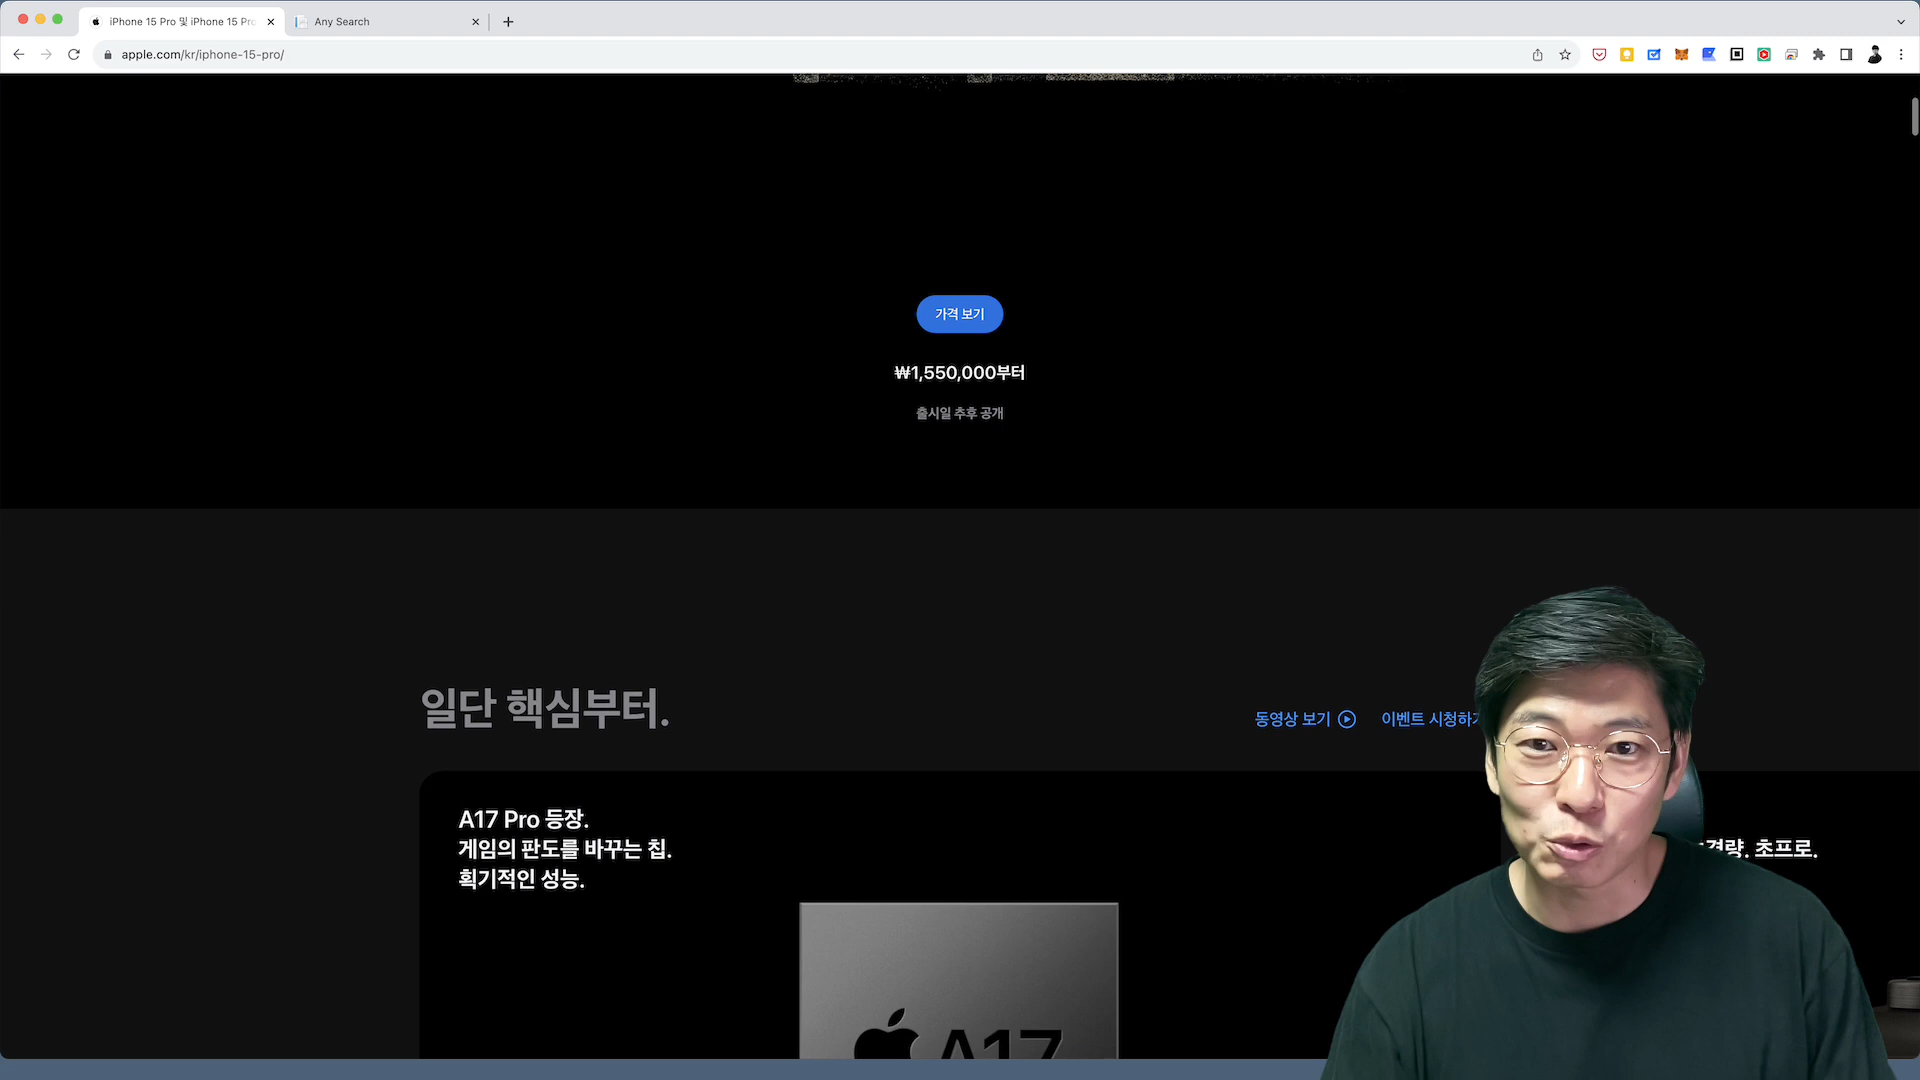 iPhone 15 Pro 및 iPhone 15 Pro
Any Search
apple.com/kr/iphone-15-pro/
가격 보기
₩1,550,000부터
출시일 추후 공개
일단 핵심부터.
동영상 보기
이벤트 시청하기
A17 Pro 등장.
게임의 판도를 바꾸는 칩.
획기적인 성능.
경량. 초프로.
A17